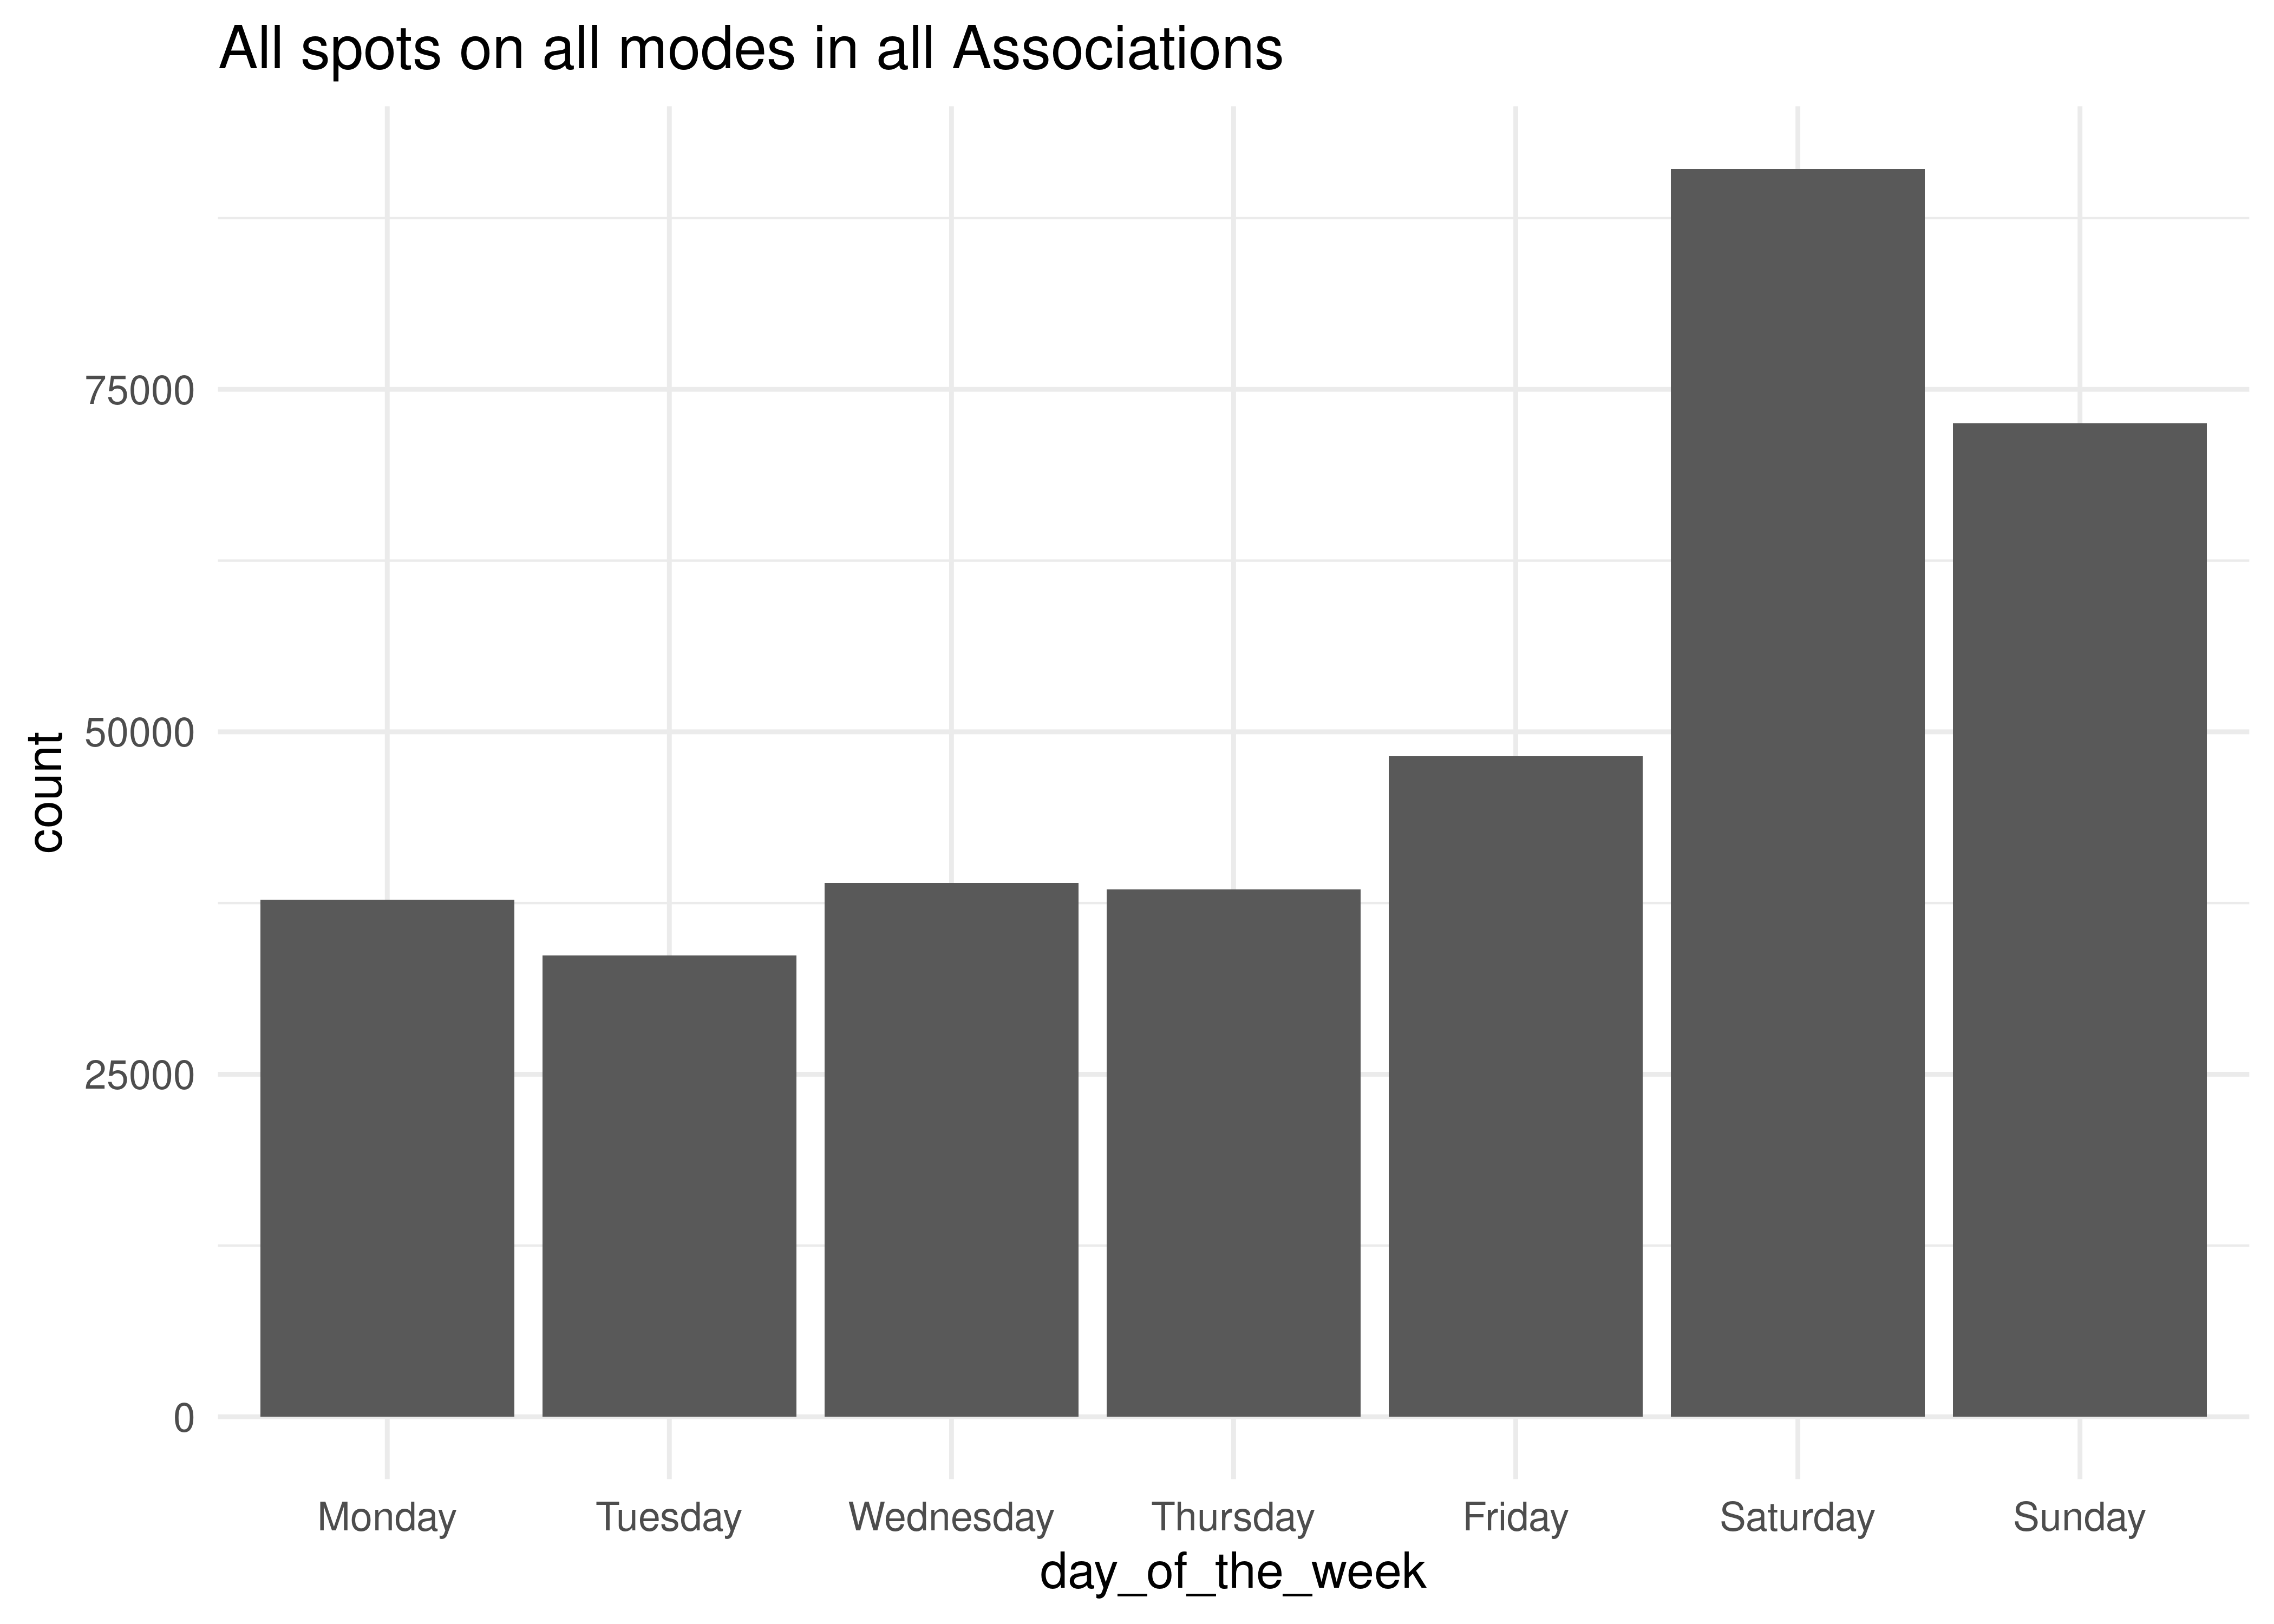 All spots on all modes in all Associations
count
75000
50000
25000
0
Monday Tuesday Wednesday Thursday Friday Saturday Sunday
day_of_the_week